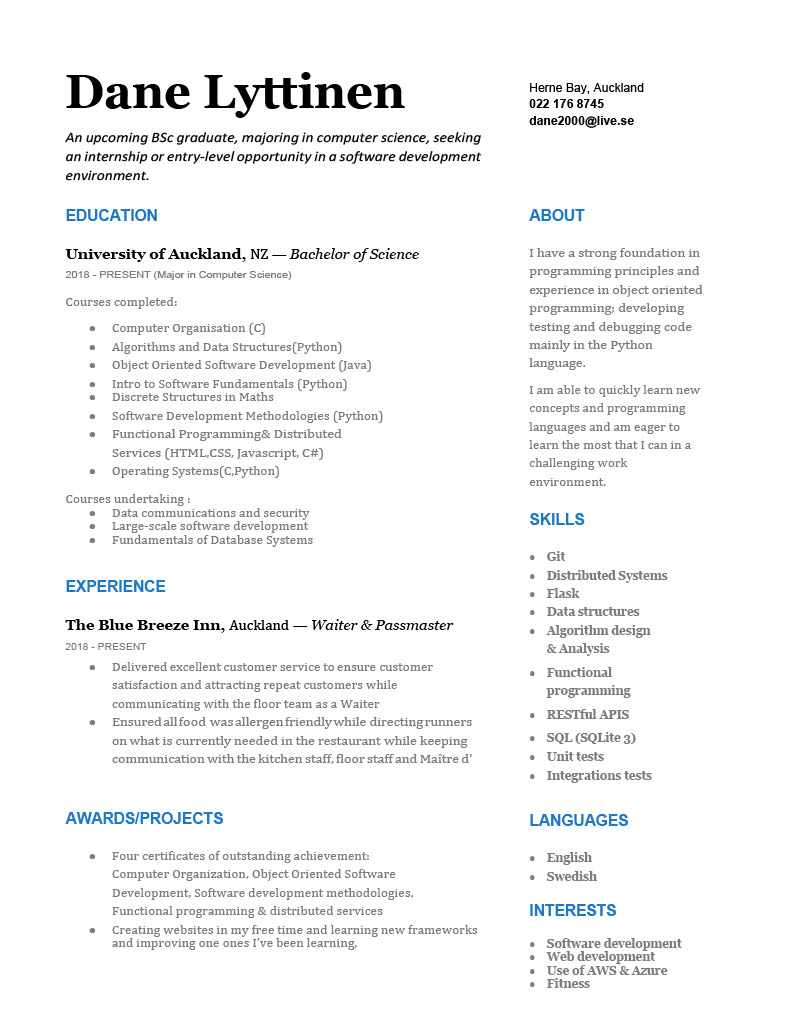 Dane Lyttinen
An upcoming BSc graduate, majoring in computer science, seeking
an internship or entry-level opportunity in a software development
environment.
Herne Bay, Auckland
022 176 8745
dane2000@live.se
EDUCATION
University of Auckland, NZ — Bachelor of Science
2018 - PRESENT (Major in Computer Science)
Courses completed:
● Computer Organisation (C)
● Algorithms and Data Structures(Python)
● Object Oriented Software Development (Java)
● Intro to Software Fundamentals (Python)
● Discrete Structures in Maths
● Software Development Methodologies (Python)
● Functional Programming& Distributed
Services (HTML,CSS, Javascript, C#)
● Operating Systems(C,Python)
Courses undertaking :
● Data communications and security
● Large-scale software development
● Fundamentals of Database Systems
EXPERIENCE
The Blue Breeze Inn, Auckland — Waiter & Passmaster
2018 - PRESENT
● Delivered excellent customer service to ensure customer
satisfaction and attracting repeat customers while
communicating with the floor team as a Waiter
● Ensured all food was allergen friendly while directing runners
on what is currently needed in the restaurant while keeping
communication with the kitchen staff, floor staff and Maître d'
AWARDS/PROJECTS
● Four certificates of outstanding achievement:
Computer Organization, Object Oriented Software
Development, Software development methodologies,
Functional programming & distributed services
● Creating websites in my free time and learning new frameworks
and improving one ones I've been learning,
ABOUT
I have a strong foundation in
programming principles and
experience in object oriented
programming; developing
testing and debugging code
mainly in the Python
language.
I am able to quickly learn new
concepts and programming
languages and am eager to
learn the most that I can in a
challenging work
environment.
SKILLS
● Git
● Distributed Systems
● Flask
● Data structures
● Algorithm design
& Analysis
● Functional
programming
● RESTful APIS
● SQL (SQLite 3)
● Unit tests
● Integrations tests
LANGUAGES
● English
● Swedish
INTERESTS
● Software development
● Web development
● Use of AWS & Azure
● Fitness